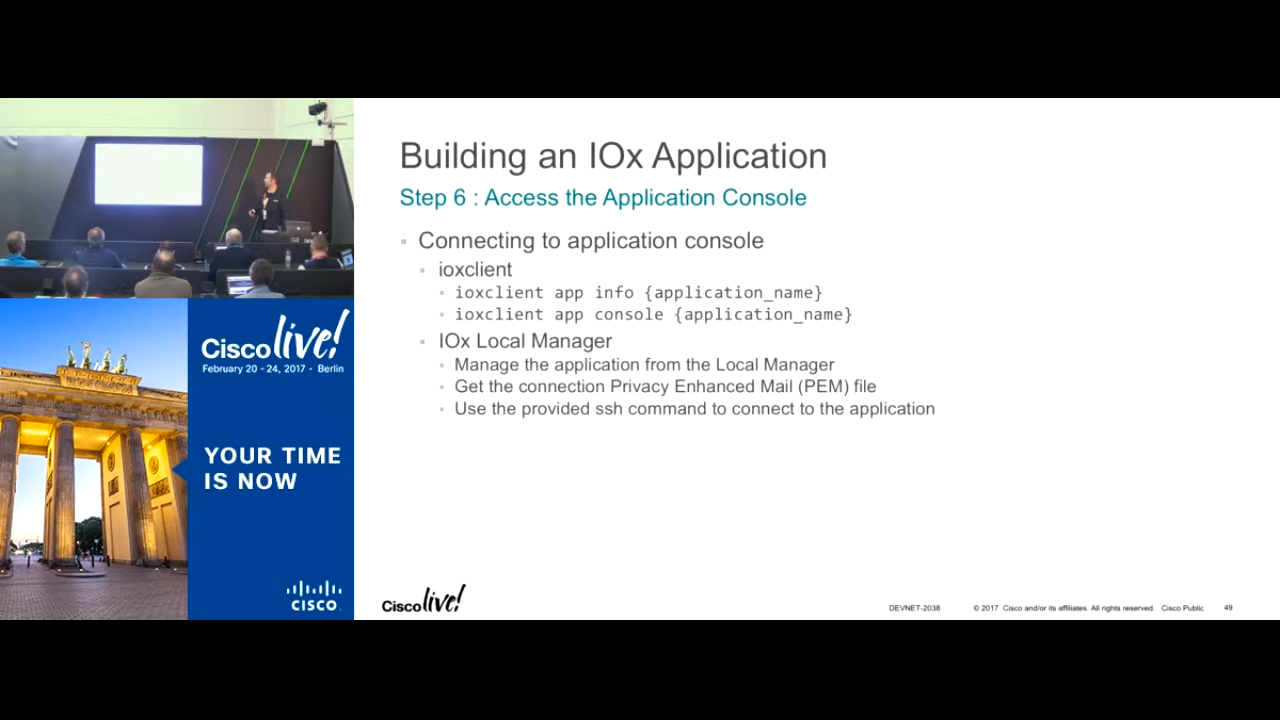 Building an IOx Application
Step 6 : Access the Application Console
Connecting to application console
ioxclient
ioxclient app info {application_name}
ioxclient app console {application_name}
IOx Local Manager
Manage the application from the Local Manager
Get the connection Privacy Enhanced Mail (PEM) file
Use the provided ssh command to connect to the application
Cisco live!
February 20 - 24, 2017 • Berlin
YOUR TIME
IS NOW
CISCO
Cisco live!
DEVNET-2038
© 2017 Cisco and/or its affiliates. All rights reserved. Cisco Public
49